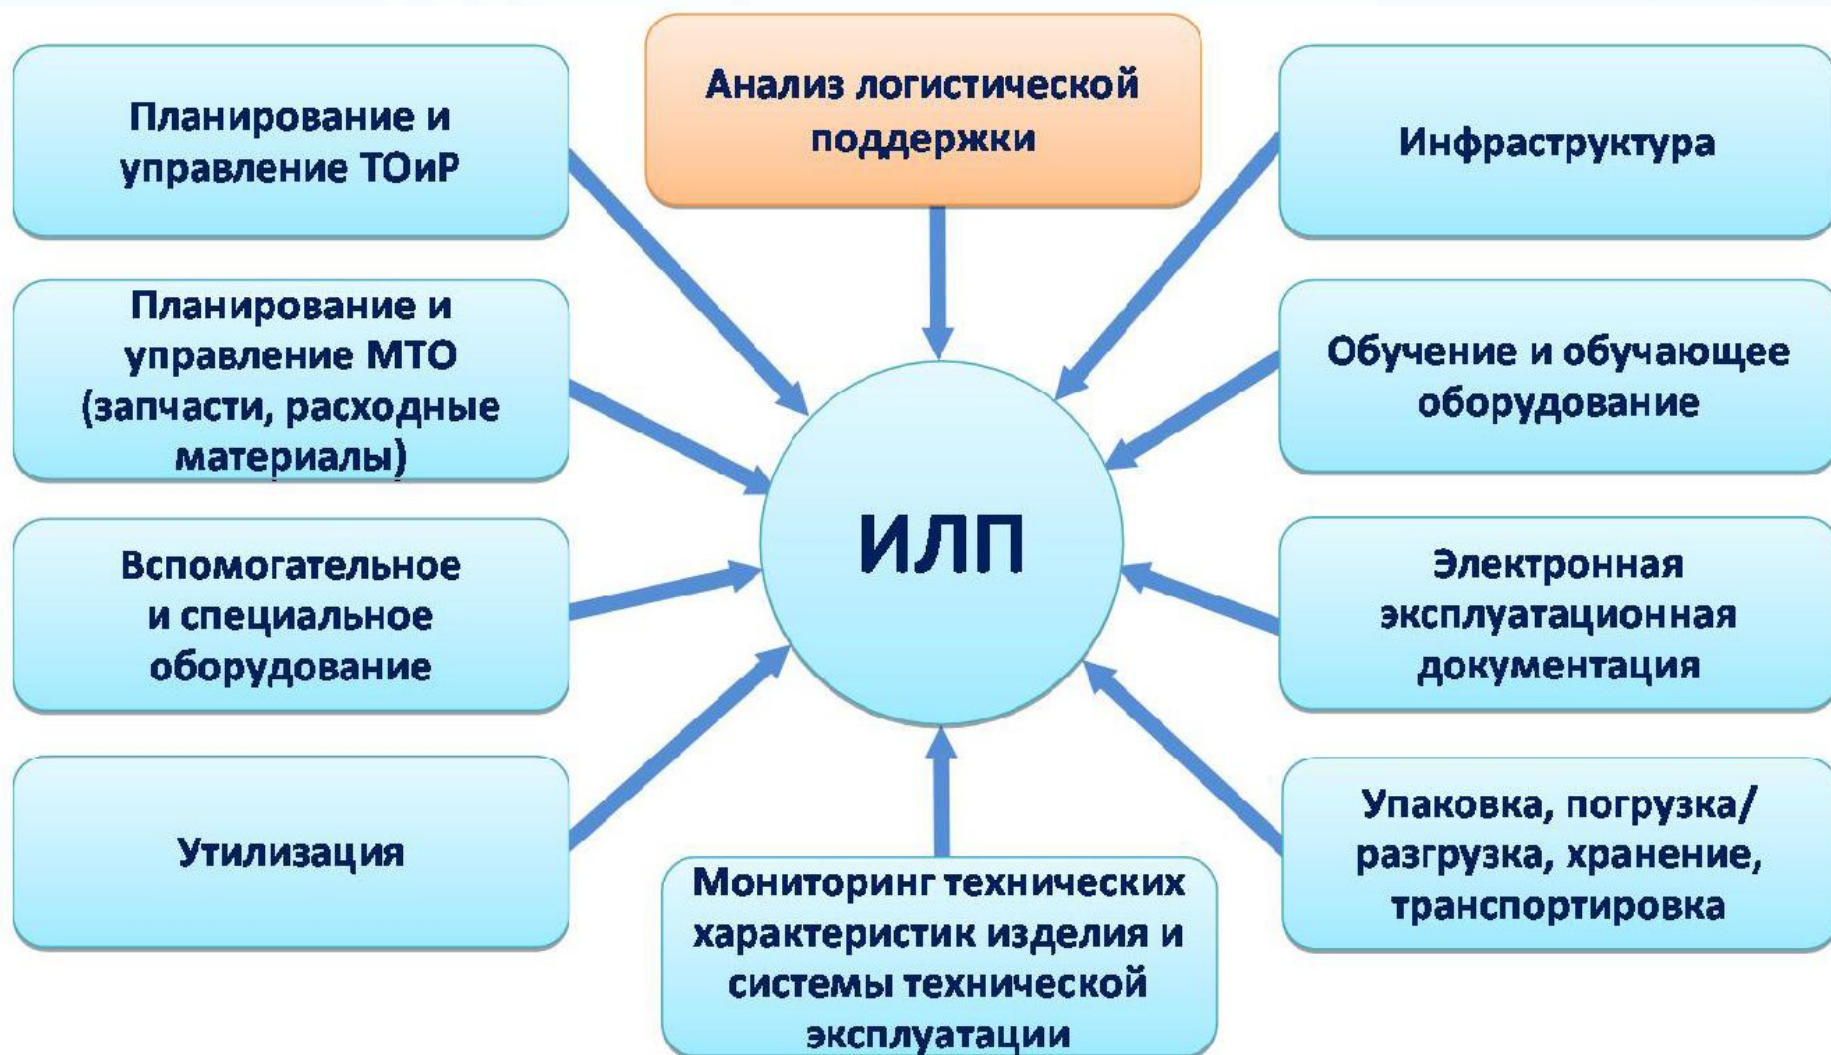 Планирование и
управление ТОиР
Анализ логистической
поддержки
Инфраструктура
Планирование и
управление МТО
(запчасти, расходные
материалы)
Обучение и обучающее
оборудование
ИЛП
Вспомогательное
и специальное
оборудование
Электронная
эксплуатационная
документация
Утилизация
Мониторинг технических
характеристик изделия и
системы технической
эксплуатации
Упаковка, погрузка/
разгрузка, хранение,
транспортировка